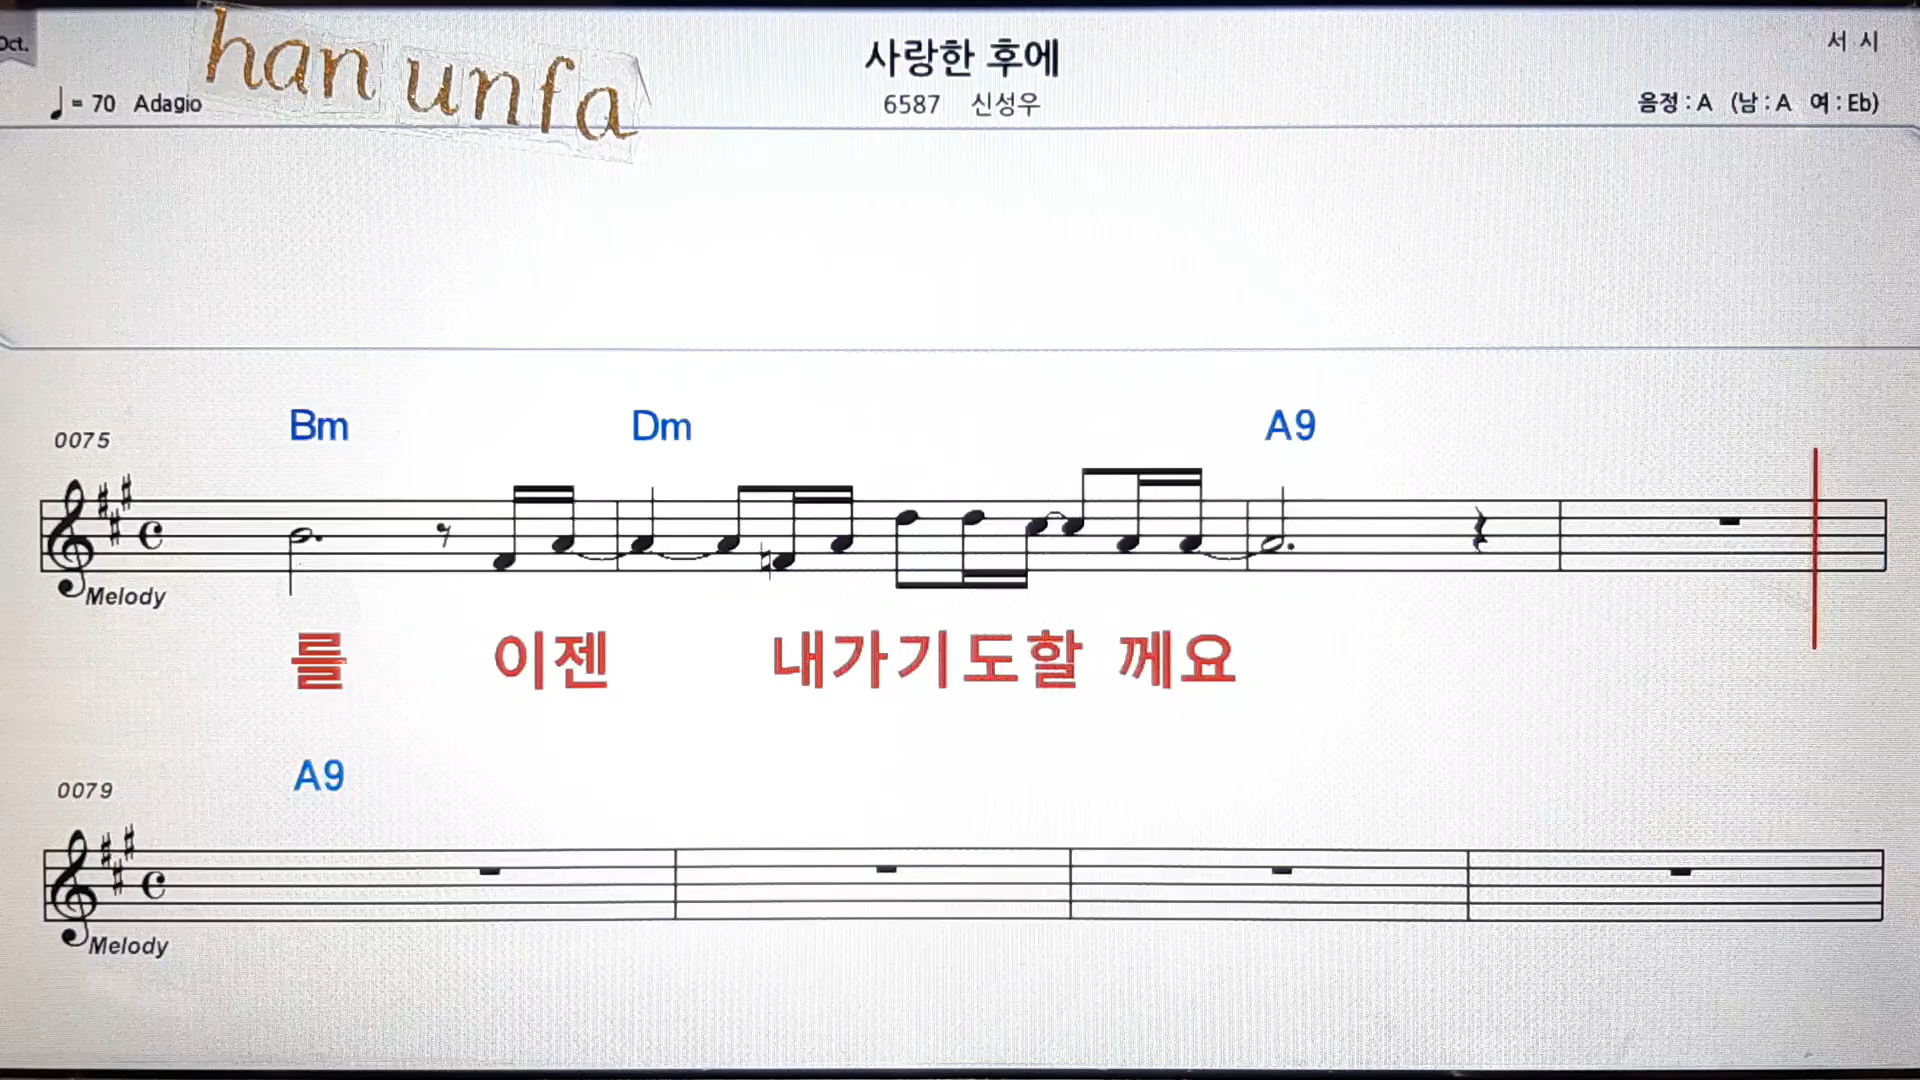 Oct.
han unfa
사랑한 후에
서 시
♩= 70 Adagio
6587 신성우
음정 : A (남 : A 여 : Eb)
0075
Bm Dm A9
Melody
를 이젠 내가기도할 께요
0079
A9
Melody